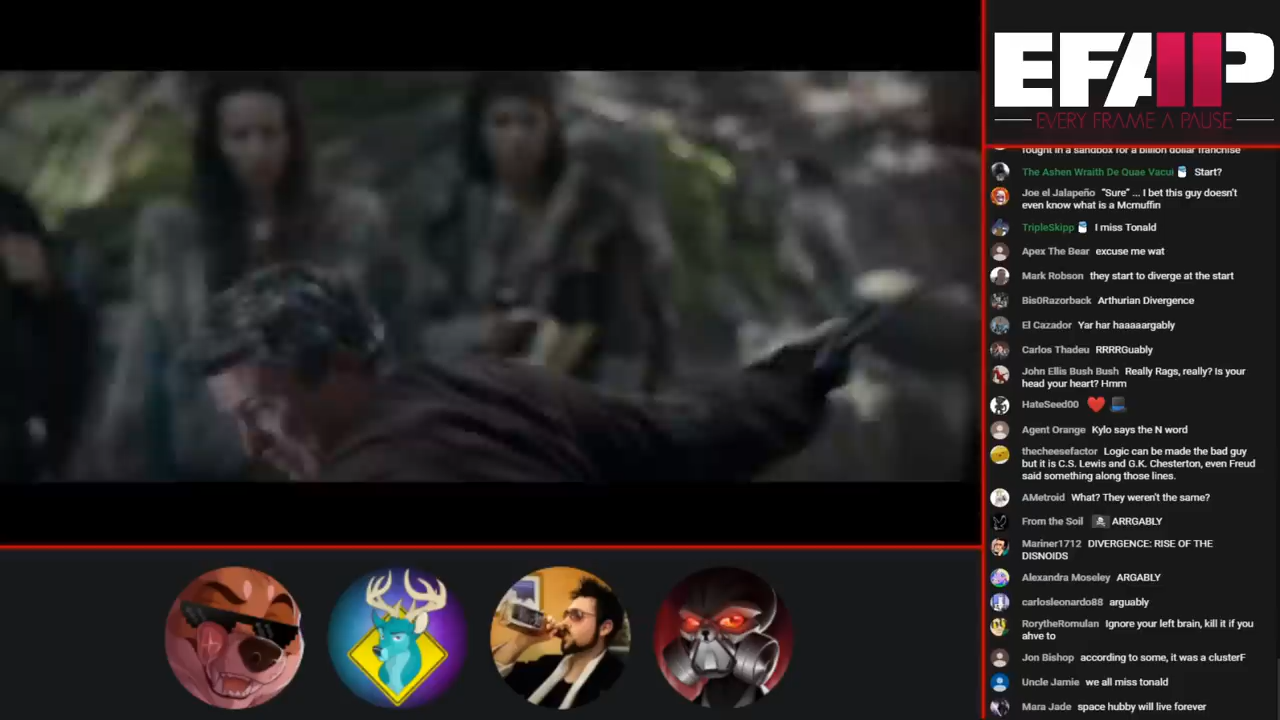 EFAP
EVERY FRAME A PAUSE
fought in a sandbox for a billion dollar franchise
The Ashen Wraith De Quae Vacui Start?
Joe el Jalapeño "Sure" ... I bet this guy doesn't
even know what is a Mcmuffin
TripleSkipp I miss Tonald
Apex The Bear excuse me wat
Mark Robson they start to diverge at the start
Bis0Razorback Arthurian Divergence
El Cazador Yar har haaaaargably
Carlos Thadeu RRRRGuably
John Ellis Bush Bush Really Rags, really? Is your
head your heart? Hmm
HateSeed00
Agent Orange Kylo says the N word
thecheesefactor Logic can be made the bad guy
but it is C.S. Lewis and G.K. Chesterton, even Freud
said something along those lines.
AMetroid What? They weren't the same?
From the Soil ARRGABLY
Mariner1712 DIVERGENCE: RISE OF THE
DISNOIDS
Alexandra Moseley ARGABLY
carlosleonardo88 arguably
RorytheRomulan Ignore your left brain, kill it if you
ahve to
Jon Bishop according to some, it was a clusterF
Uncle Jamie we all miss tonald
Mara Jade space hubby will live forever